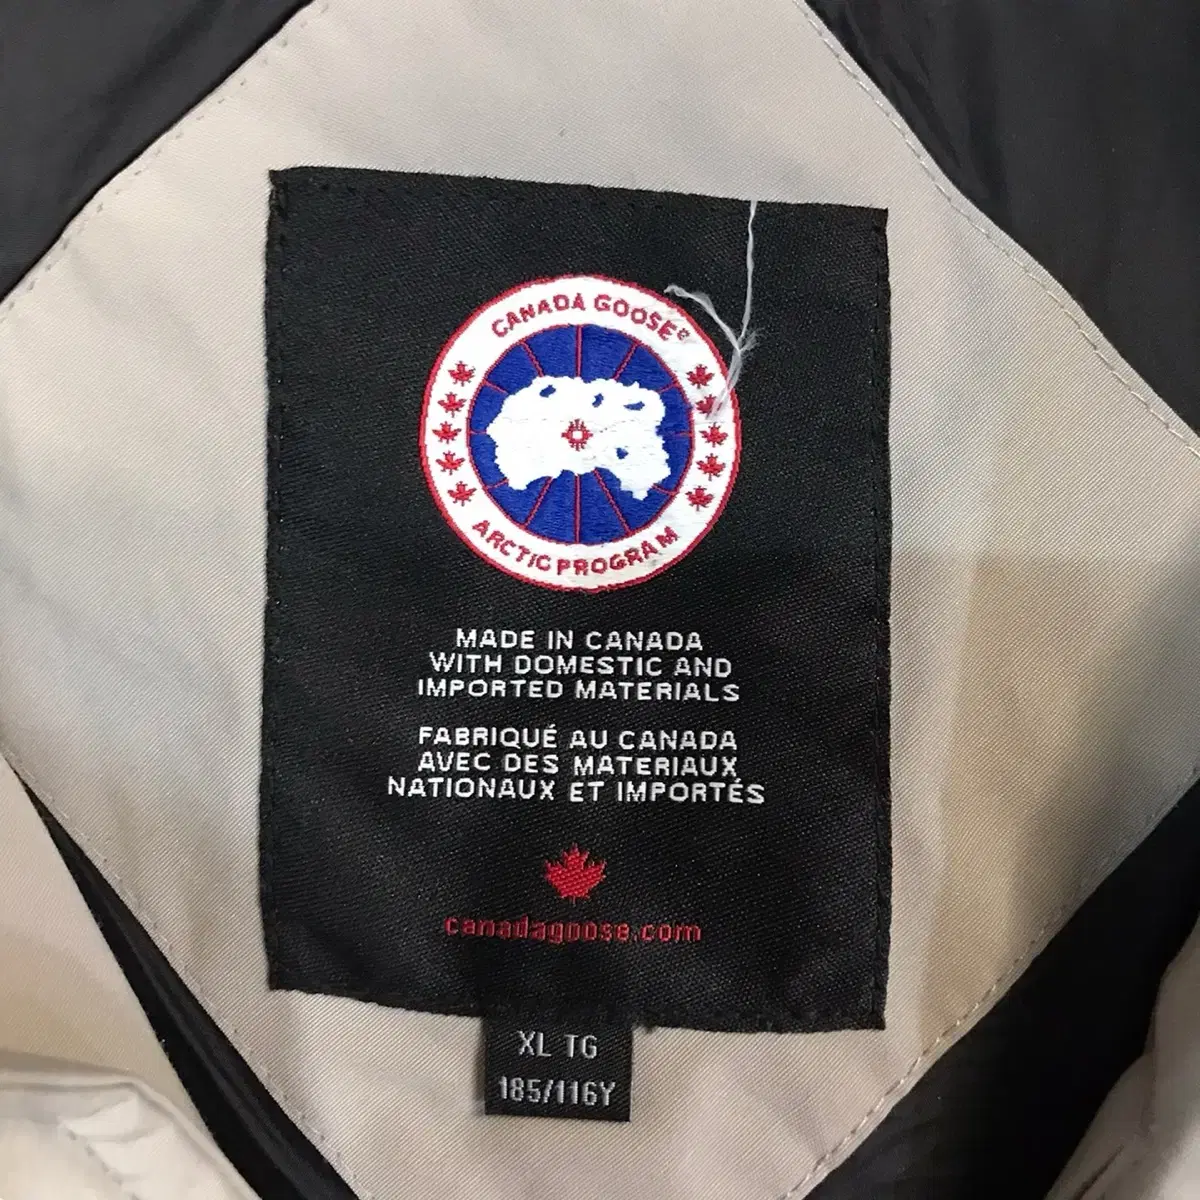 CANADA GOOSE®
ARCTIC PROGRAM
MADE IN CANADA
WITH DOMESTIC AND
IMPORTED MATERIALS
FABRIQUÉ AU CANADA
AVEC DES MATERIAUX
NATIONAUX ET IMPORTÉS
canadagoose.com
XL TG
185/116Y